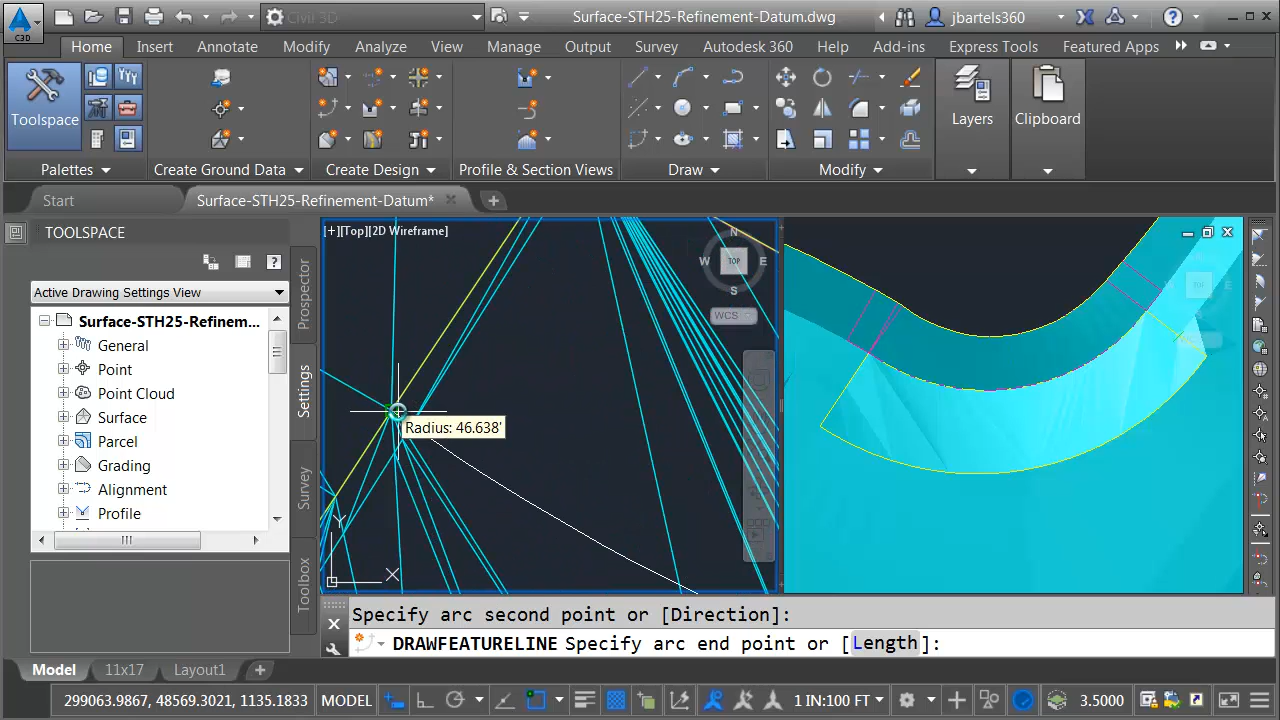 Civil 3D
Surface-STH25-Refinement-Datum.dwg
jbartels360
C3D
Home Insert Annotate Modify Analyze View Manage Output Survey Autodesk 360 Help Add-ins Express Tools Featured Apps
Toolspace
Layers
Clipboard
Palettes
Create Ground Data
Create Design
Profile & Section Views
Draw
Modify
Start
Surface-STH25-Refinement-Datum*
TOOLSPACE
Active Drawing Settings View
Surface-STH25-Refinem...
General
Point
Point Cloud
Surface
Parcel
Grading
Alignment
Profile
Prospector
Settings
Survey
Toolbox
[+][Top][2D Wireframe]
N
W
TOP
E
S
WCS
Radius: 46.638'
Y
X
Specify arc second point or [Direction]:
DRAWFEATURELINE Specify arc end point or [Length]:
Model
11x17
Layout1
299063.9867, 48569.3021, 1135.1833
MODEL
1 IN:100 FT
3.5000